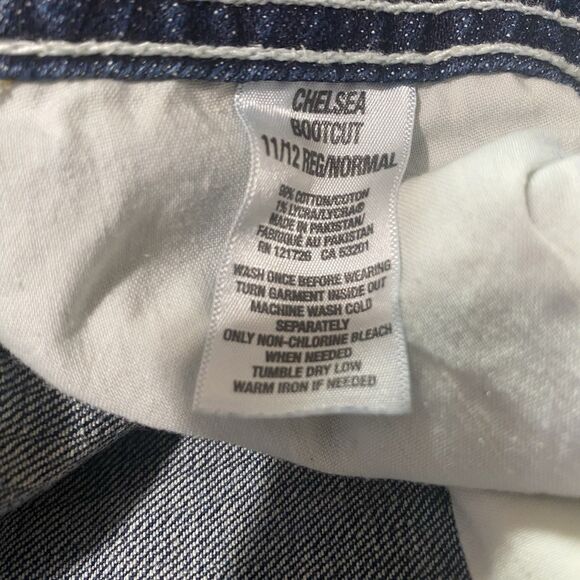 CHELSEA
BOOTCUT
11/12 REG/NORMAL
99% COTTON/COTON
1% LYCRA/LYCRA®
MADE IN PAKISTAN/
FABRIQUÉ AU PAKISTAN
RN 121726 CA 53201
WASH ONCE BEFORE WEARING
TURN GARMENT INSIDE OUT
MACHINE WASH COLD
SEPARATELY
ONLY NON-CHLORINE BLEACH
WHEN NEEDED
TUMBLE DRY LOW
WARM IRON IF NEEDED